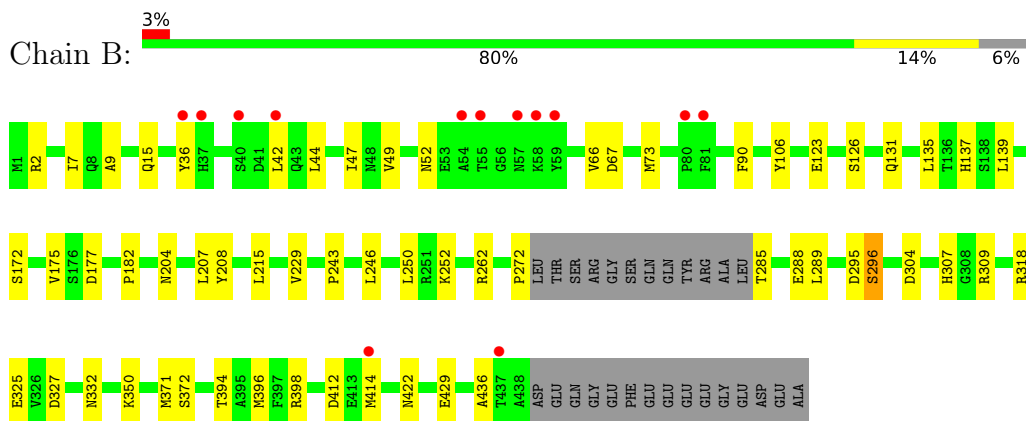 3%
Chain B:
80% 14% 6%
M1 R2 I7 Q8 A9 Q15 Y36 H37 S40 D41 L42 Q43 L44 I47 N48 V49 N52 E53 A54 T55 G56 N57 K58 Y59 V66 D67 M73 P80 F81 F90 Y106 E123 S126 Q131 L135 T136 H137 S138 L139
S172 V175 S176 D177 P182 N204 L207 Y208 L215 V229 P243 L246 L250 R251 K252 R262 P272 LEU THR SER ARG GLY SER GLN GLN TYR ARG ALA LEU T285 E288 L289 D295 S296 D304 H307 G308 R309 R318
E325 V326 D327 N332 K350 M371 S372 T394 A395 M396 F397 R398 D412 E413 M414 N422 E429 A436 T437 A438 ASP GLU GLN GLY GLU PHE GLU GLU GLU GLU GLY GLU ASP GLU ALA